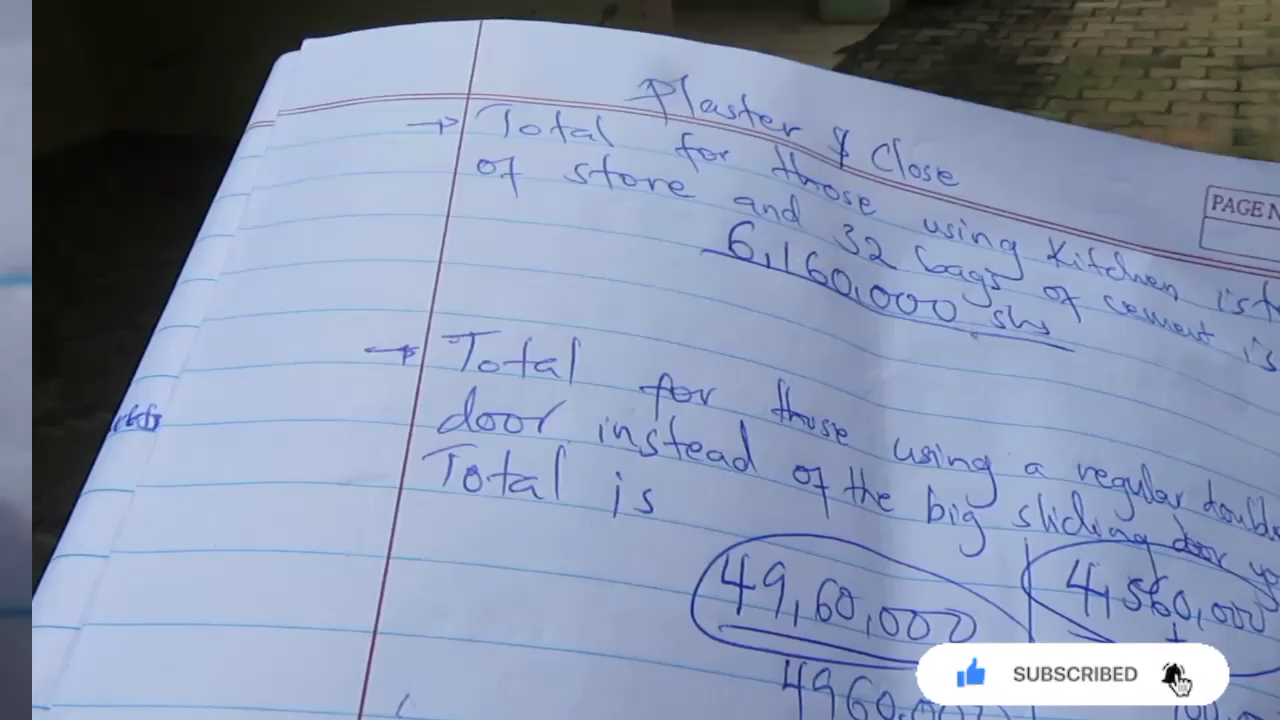 Plaster & Close
PAGE N
→ Total for those using Kitchen
of store and 32 bags of cement is
6,160,000 shs
→ Total for those using a regular double
door instead of the big sliding door
Total is
49,60,000
4,560,000
4960,000
SUBSCRIBED